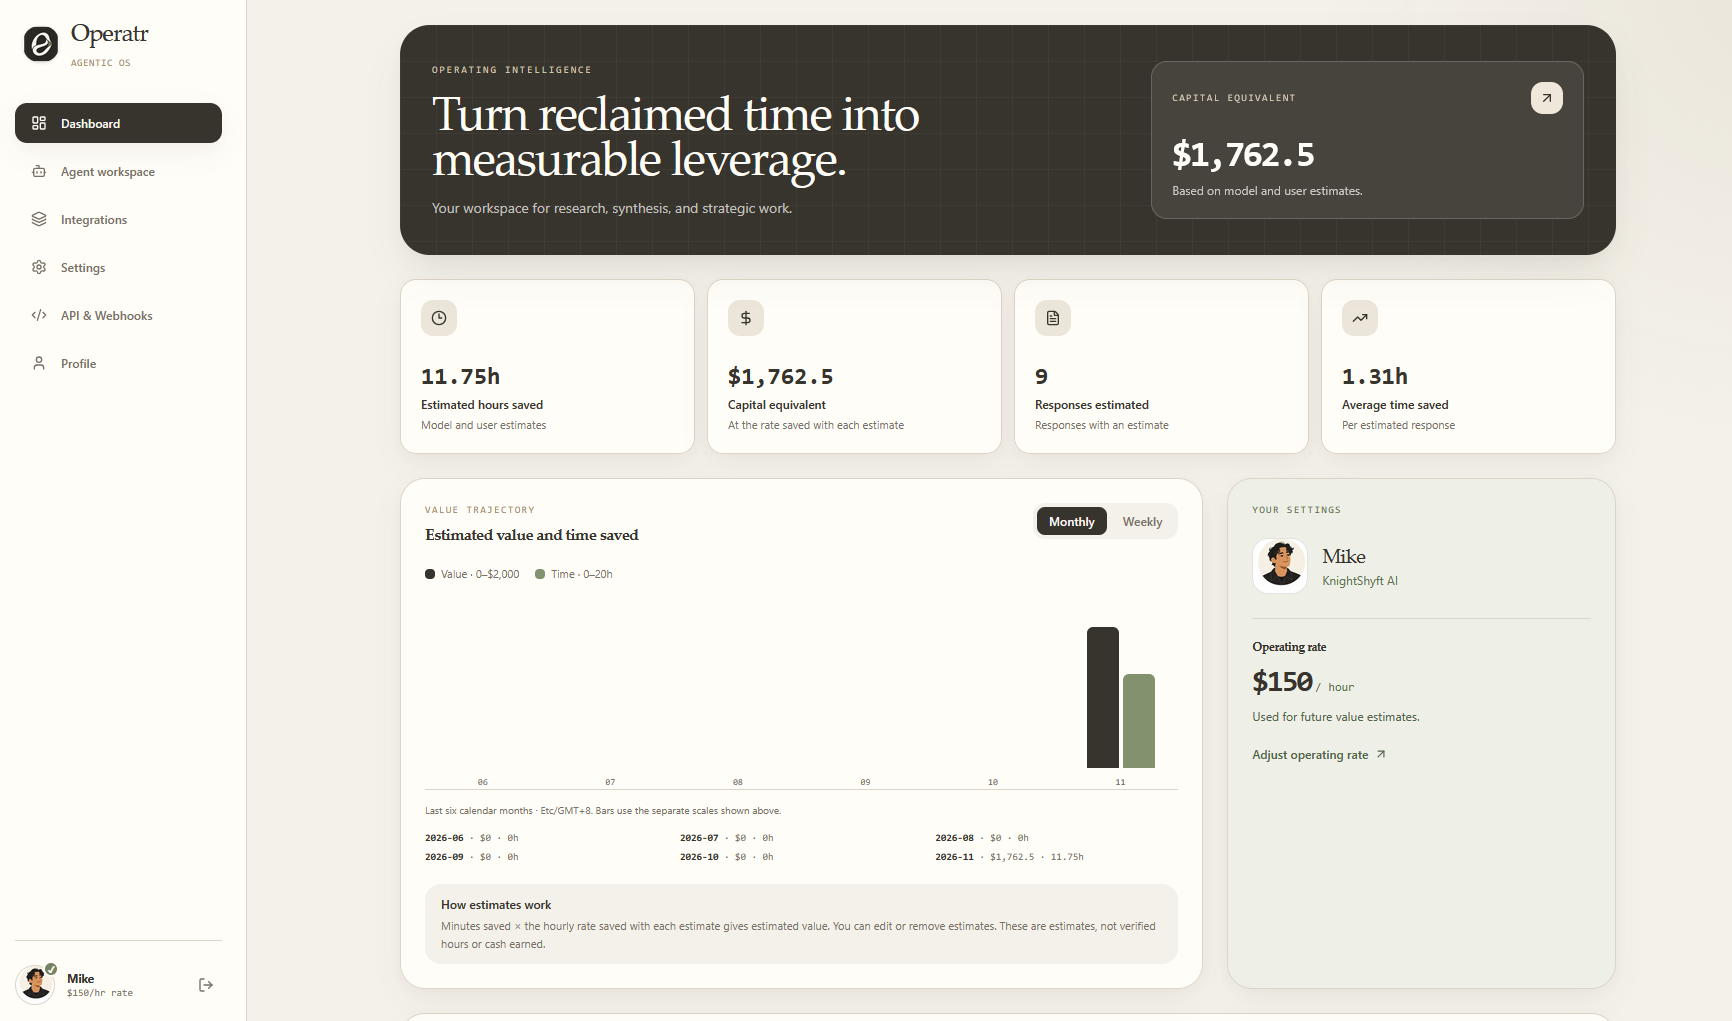 Operatr
AGENTIC OS
Dashboard
Agent workspace
Integrations
Settings
API & Webhooks
Profile
Mike
$150/hr rate
OPERATING INTELLIGENCE
Turn reclaimed time into
measurable leverage.
Your workspace for research, synthesis, and strategic work.
CAPITAL EQUIVALENT
$1,762.5
Based on model and user estimates.
11.75h
Estimated hours saved
Model and user estimates
$1,762.5
Capital equivalent
At the rate saved with each estimate
9
Responses estimated
Responses with an estimate
1.31h
Average time saved
Per estimated response
VALUE TRAJECTORY
Estimated value and time saved
Monthly Weekly
Value · 0–$2,000 Time · 0–20h
06 07 08 09 10 11
Last six calendar months · Etc/GMT+8. Bars use the separate scales shown above.
2026-06 · $0 · 0h 2026-07 · $0 · 0h 2026-08 · $0 · 0h
2026-09 · $0 · 0h 2026-10 · $0 · 0h 2026-11 · $1,762.5 · 11.75h
How estimates work
Minutes saved × the hourly rate saved with each estimate gives estimated value. You can edit or remove estimates. These are estimates, not verified
hours or cash earned.
YOUR SETTINGS
Mike
KnightShyft AI
Operating rate
$150 / hour
Used for future value estimates.
Adjust operating rate